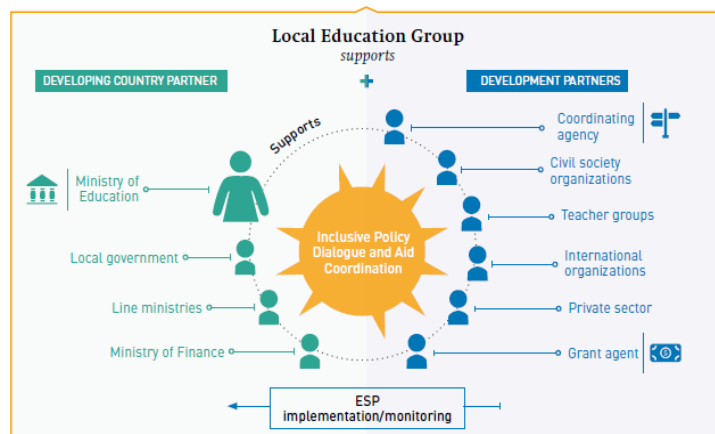 Local Education Group
supports
DEVELOPING COUNTRY PARTNER
DEVELOPMENT PARTNERS
Supports
Ministry of
Education
Local government
Line ministries
Ministry of Finance
Inclusive Policy
Dialogue and Aid
Coordination
Coordinating
agency
Civil society
organizations
Teacher groups
International
organizations
Private sector
Grant agent
ESP
implementation/monitoring